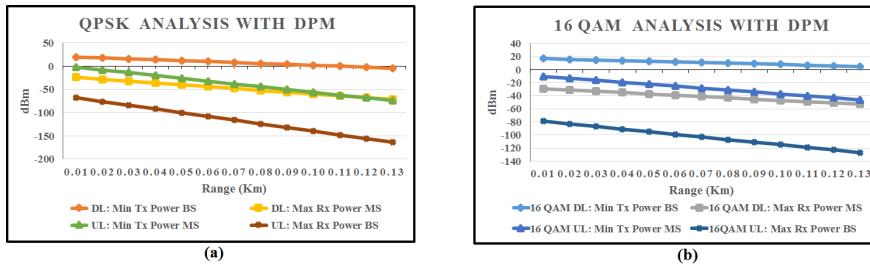 QPSK ANALYSIS WITH DPM
50
0
-50
-100
-150
-200
dBm
0.01 0.02 0.03 0.04 0.05 0.06 0.07 0.08 0.09 0.10 0.11 0.12 0.13
Range (Km)
DL: Min Tx Power BS
DL: Max Rx Power MS
UL: Min Tx Power MS
UL: Max Rx Power BS
(a)
16 QAM ANALYSIS WITH DPM
40
20
0
-20
-40
-60
-80
-100
-120
-140
dBm
0.01 0.02 0.03 0.04 0.05 0.06 0.07 0.08 0.09 0.10 0.11 0.12 0.13
Range (Km)
16 QAM DL: Min Tx Power BS
16 QAM DL: Max Rx Power MS
16 QAM UL: Min Tx Power MS
16QAM UL: Max Rx Power BS
(b)